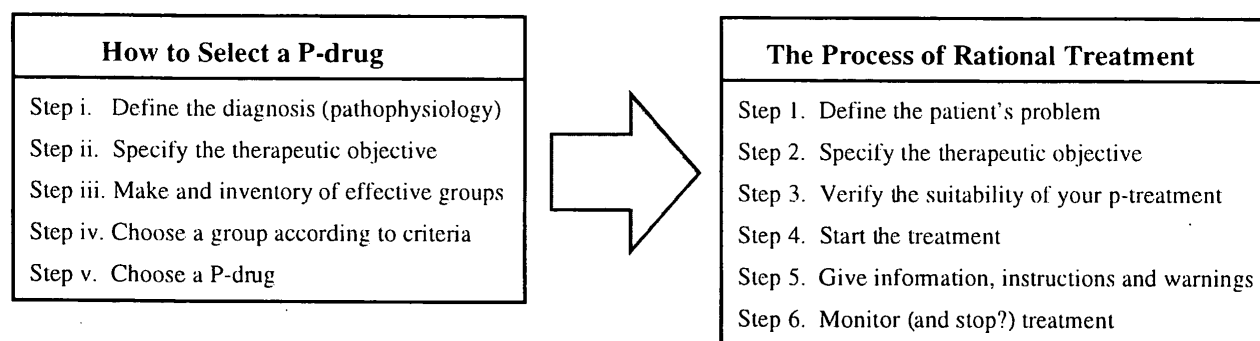 How to Select a P-drug
Step i. Define the diagnosis (pathophysiology)
Step ii. Specify the therapeutic objective
Step iii. Make and inventory of effective groups
Step iv. Choose a group according to criteria
Step v. Choose a P-drug
The Process of Rational Treatment
Step 1. Define the patient's problem
Step 2. Specify the therapeutic objective
Step 3. Verify the suitability of your p-treatment
Step 4. Start the treatment
Step 5. Give information, instructions and warnings
Step 6. Monitor (and stop?) treatment